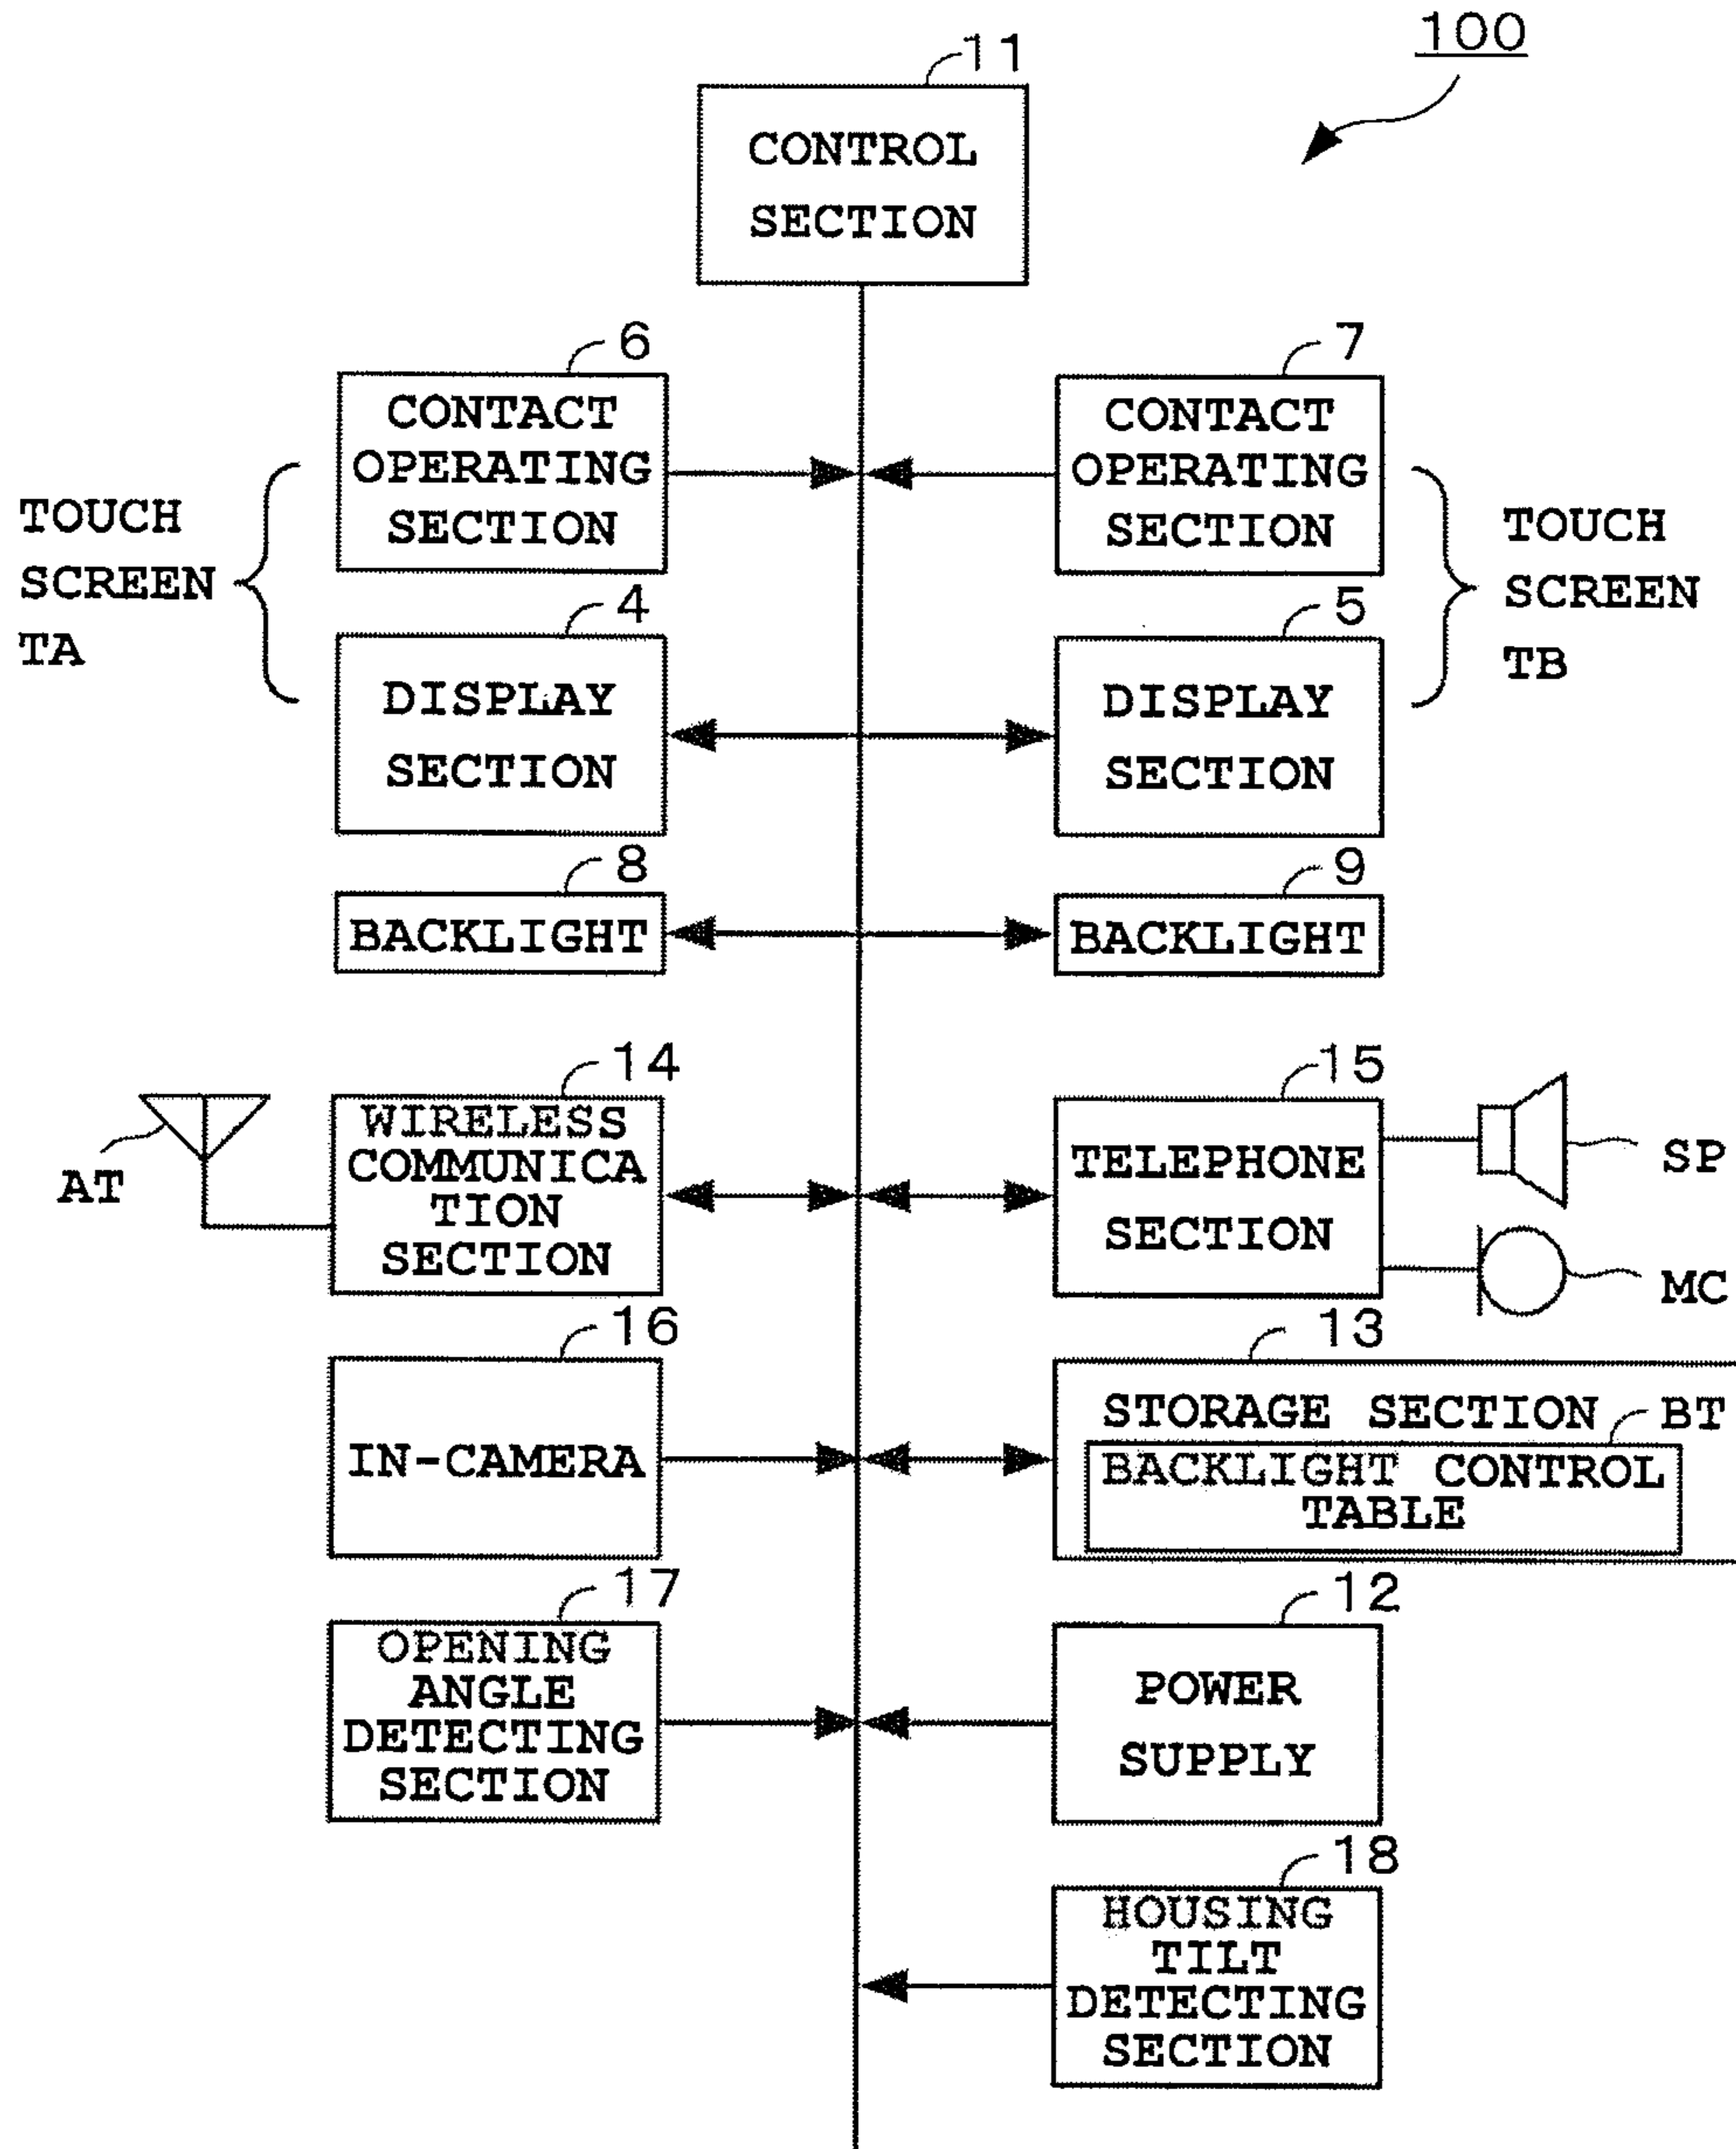 100
11
CONTROL
SECTION
6
CONTACT
OPERATING
SECTION
7
CONTACT
OPERATING
SECTION
TOUCH
SCREEN
TA
TOUCH
SCREEN
TB
4
DISPLAY
SECTION
5
DISPLAY
SECTION
8
BACKLIGHT
9
BACKLIGHT
14
WIRELESS
COMMUNICA
TION
SECTION
AT
15
TELEPHONE
SECTION
SP
MC
16
IN-CAMERA
13
STORAGE SECTION
BT
BACKLIGHT CONTROL
TABLE
17
OPENING
ANGLE
DETECTING
SECTION
12
POWER
SUPPLY
18
HOUSING
TILT
DETECTING
SECTION